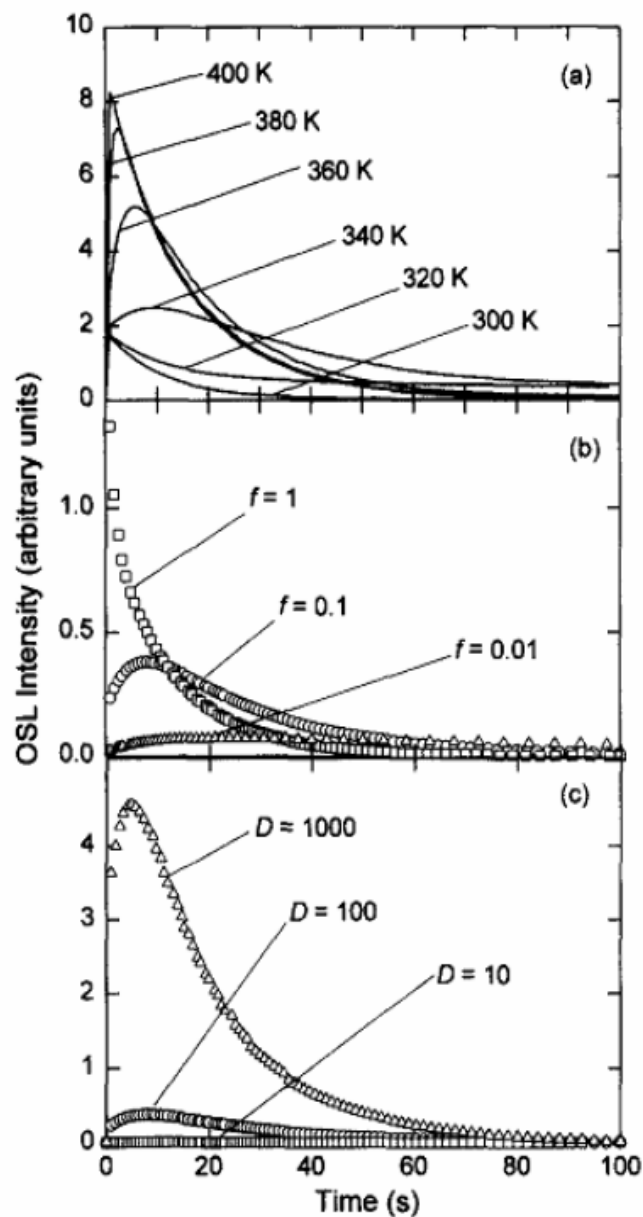 OSL Intensity (arbitrary units)
10
8
6
4
2
0
(a)
400 K
380 K
360 K
340 K
320 K
300 K
1.0
0.5
0.0
(b)
f = 1
f = 0.1
f = 0.01
4
3
2
1
0
(c)
D ≈ 1000
D = 100
D = 10
0 20 40 60 80 100
Time (s)